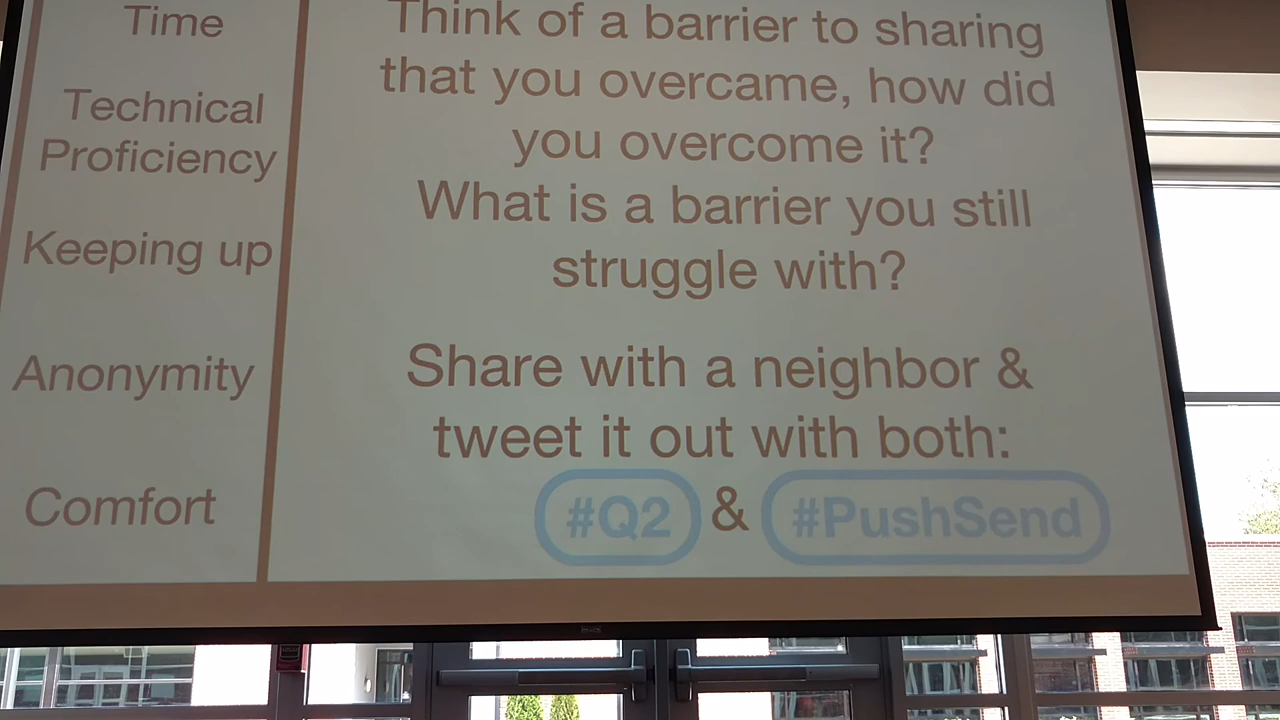 Time
Technical
Proficiency
Keeping up
Anonymity
Comfort
Think of a barrier to sharing
that you overcame, how did
you overcome it?
What is a barrier you still
struggle with?
Share with a neighbor &
tweet it out with both:
#Q2 & #PushSend